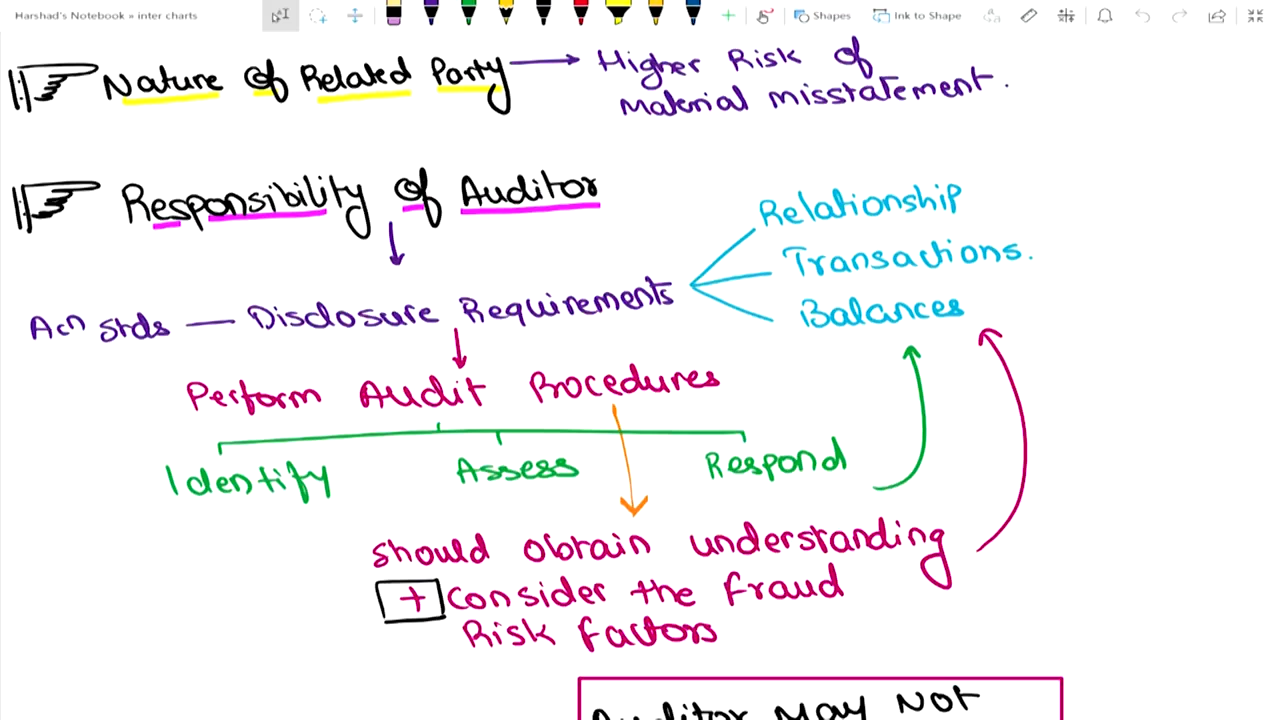 Harshad's Notebook » inter charts
Shapes
Ink to Shape
Nature of Related Party → Higher Risk of
Material misstatement.
Responsibility of Auditor
Relationship
Transactions.
Balances
Acn Stds — Disclosure Requirements
Perform Audit Procedures
Identify Assess Respond
should obtain understanding
+ Consider the fraud
Risk factors
Auditor May Not